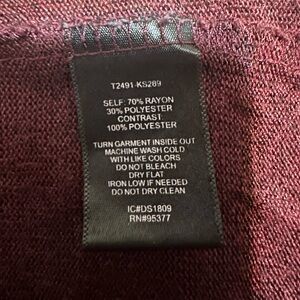 T2491-KS289
SELF: 70% RAYON
30% POLYESTER
CONTRAST:
100% POLYESTER
TURN GARMENT INSIDE OUT
MACHINE WASH COLD
WITH LIKE COLORS
DO NOT BLEACH
DRY FLAT
IRON LOW IF NEEDED
DO NOT DRY CLEAN
IC#DS1809
RN#95377